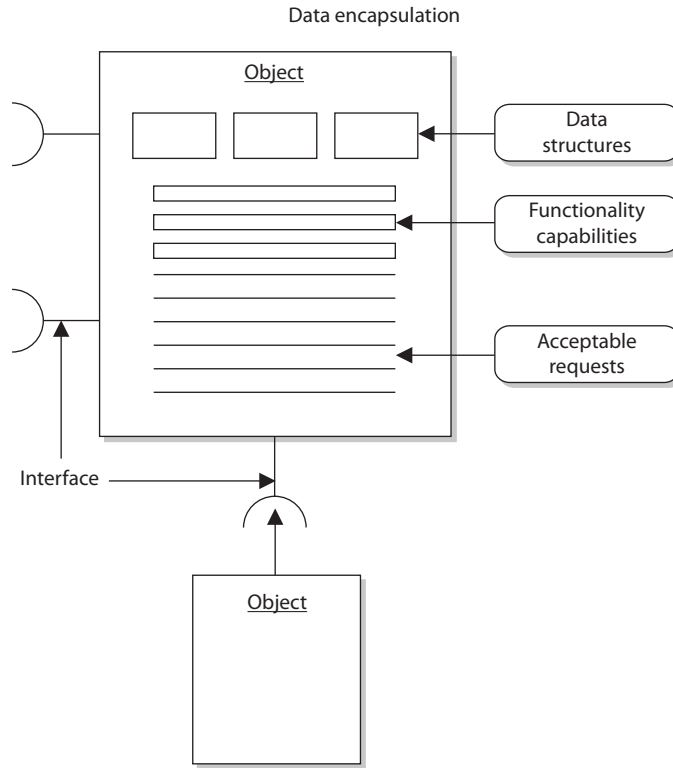 Data encapsulation
Object
Data
structures
Functionality
capabilities
Acceptable
requests
Interface
Object